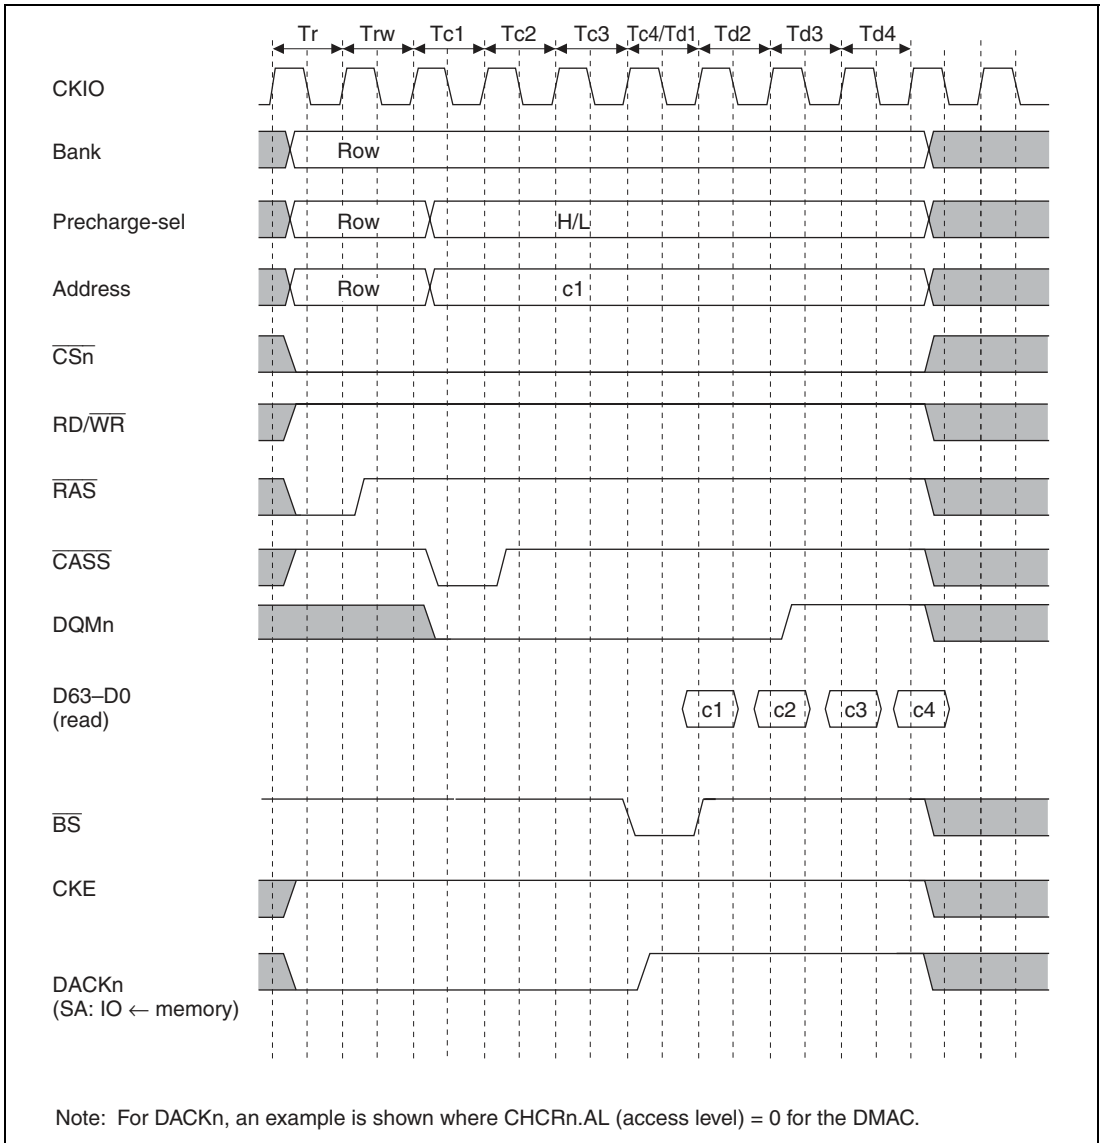 Tr Trw Tc1 Tc2 Tc3 Tc4/Td1 Td2 Td3 Td4
CKIO
Bank Row
Precharge-sel Row H/L
Address Row c1
CSn
RD/WR
RAS
CASS
DQMn
D63–D0
(read)
c1 c2 c3 c4
BS
CKE
DACKn
(SA: IO ← memory)
Note: For DACKn, an example is shown where CHCRn.AL (access level) = 0 for the DMAC.